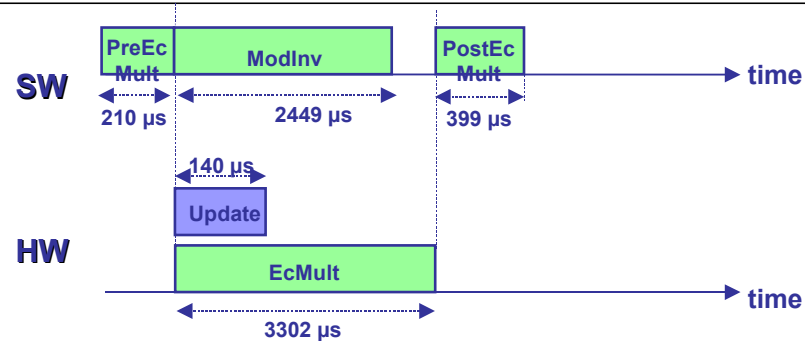 PreEc
Mult
ModInv
PostEc
Mult
SW
time
210 µs
2449 µs
399 µs
140 µs
Update
HW
EcMult
time
3302 µs